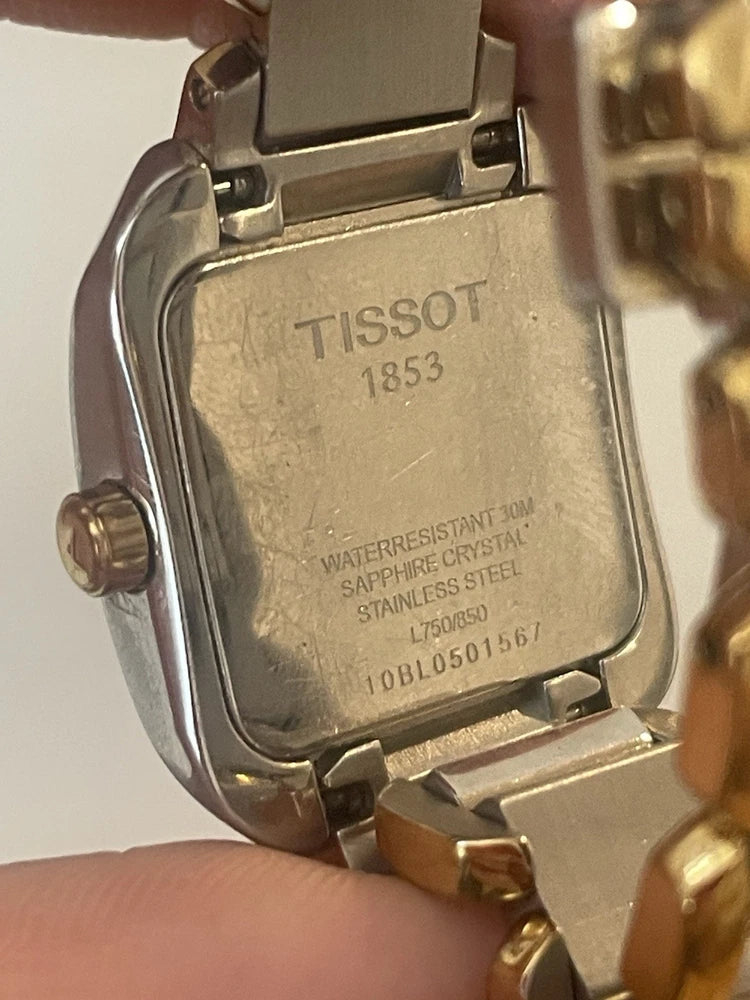 TISSOT
1853
WATERRESISTANT 30M
SAPPHIRE CRYSTAL
STAINLESS STEEL
L750/850
10BL0501567